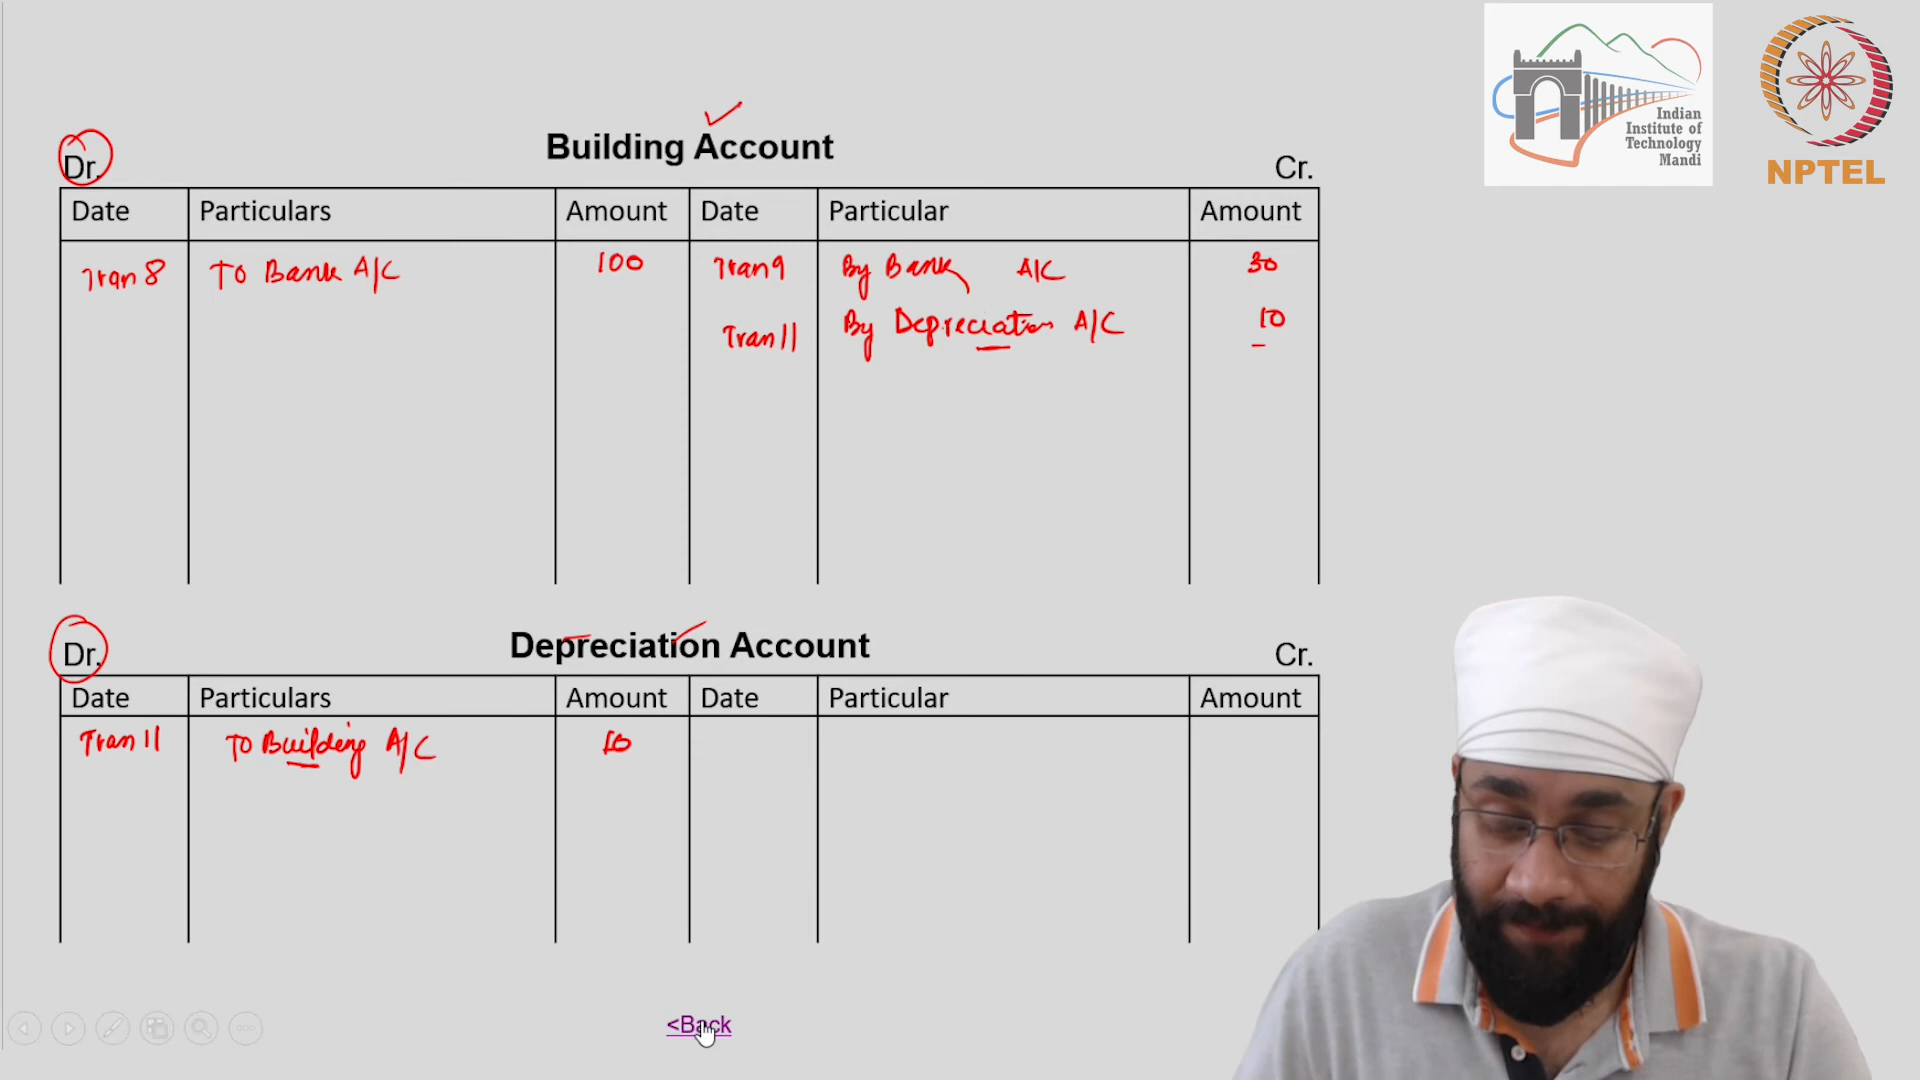 Indian
Institute of
Technology
Mandi
NPTEL
Building Account
Dr. Cr.
Date Particulars Amount Date Particular Amount
Tran 8 To Bank A/C 100 Tran 9 By Bank A/C 30
Tran 11 By Depreciation A/C 10
Depreciation Account
Dr. Cr.
Date Particulars Amount Date Particular Amount
Tran 11 To Building A/C 10
<Back